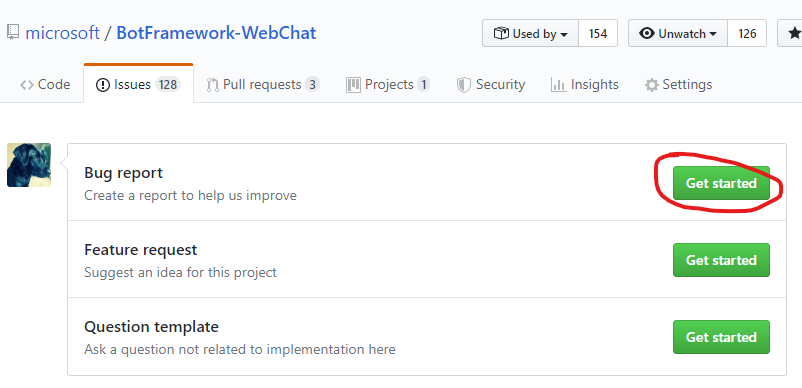 microsoft / BotFramework-WebChat
Used by 154
Unwatch 126
Code
Issues 128
Pull requests 3
Projects 1
Security
Insights
Settings
Bug report
Create a report to help us improve
Get started
Feature request
Suggest an idea for this project
Get started
Question template
Ask a question not related to implementation here
Get started